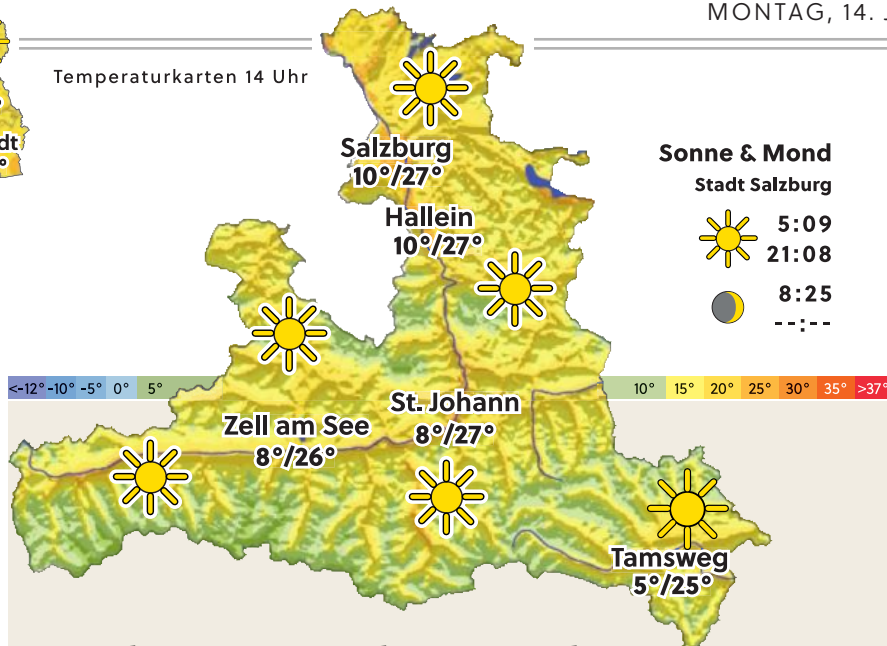 MONTAG, 14.
Temperaturkarten 14 Uhr
dt
°
Salzburg
10°/27°
Hallein
10°/27°
Sonne & Mond
Stadt Salzburg
5:09
21:08
8:25
--:--
<-12° -10° -5° 0° 5° 10° 15° 20° 25° 30° 35° >37°
St. Johann
8°/27°
Zell am See
8°/26°
Tamsweg
5°/25°